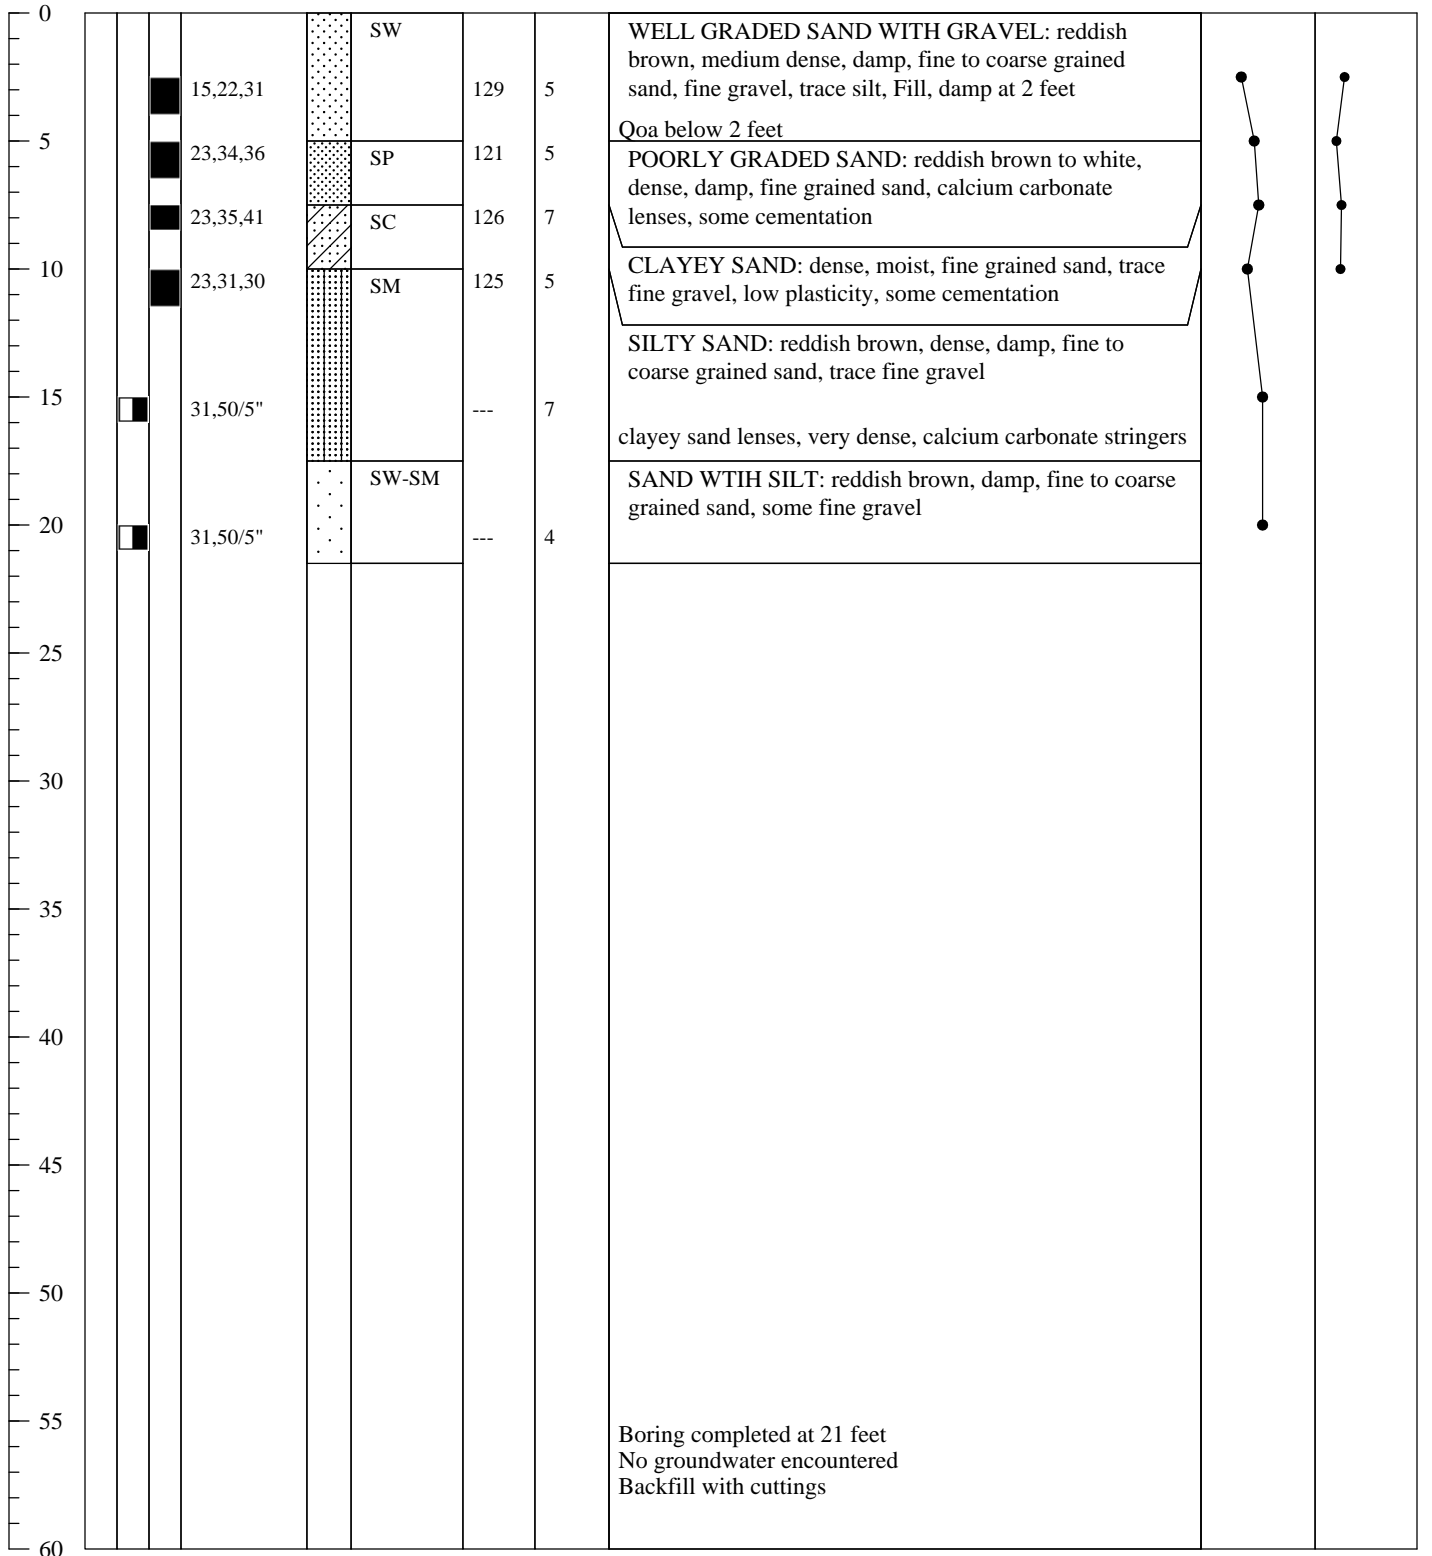 0
SW
WELL GRADED SAND WITH GRAVEL: reddish
brown, medium dense, damp, fine to coarse grained
sand, fine gravel, trace silt, Fill, damp at 2 feet
15,22,31
129
5
Qoa below 2 feet
5
23,34,36
SP
121
5
POORLY GRADED SAND: reddish brown to white,
dense, damp, fine grained sand, calcium carbonate
lenses, some cementation
23,35,41
SC
126
7
10
23,31,30
SM
125
5
CLAYEY SAND: dense, moist, fine grained sand, trace
fine gravel, low plasticity, some cementation
SILTY SAND: reddish brown, dense, damp, fine to
coarse grained sand, trace fine gravel
15
31,50/5"
---
7
clayey sand lenses, very dense, calcium carbonate stringers
SW-SM
SAND WTIH SILT: reddish brown, damp, fine to coarse
grained sand, some fine gravel
20
31,50/5"
---
4
25
30
35
40
45
50
55
Boring completed at 21 feet
No groundwater encountered
Backfill with cuttings
60